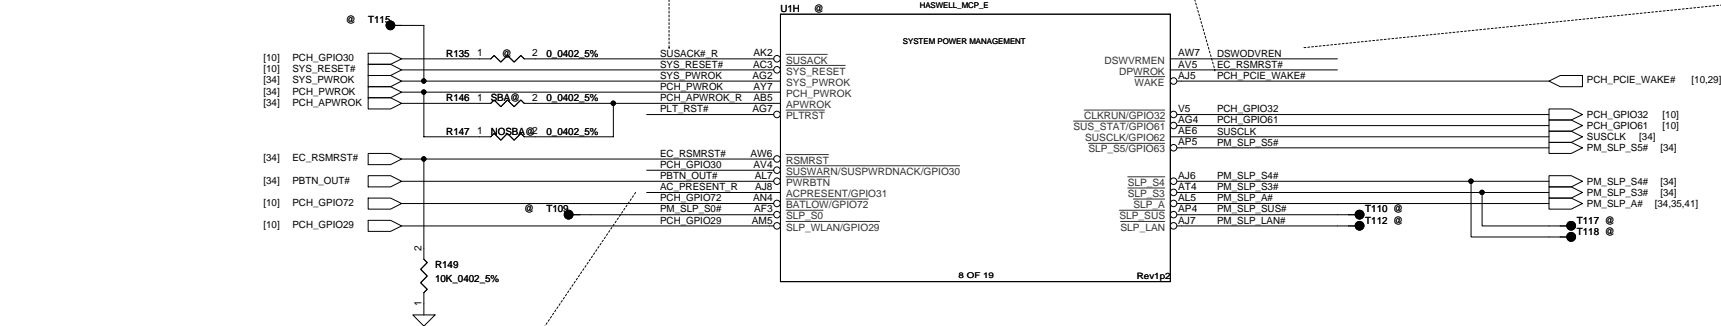 U1H @ HASWELL_MCP_E
@ T115
SYSTEM POWER MANAGEMENT
[10] PCH_GPIO30 R135 1 @ 2 0_0402_5% SUSACK#_R AK2 SUSACK
[10] SYS_RESET# SYS_RESET# AC3 SYS_RESET
[34] SYS_PWROK SYS_PWROK AG2 SYS_PWROK
[34] PCH_PWROK PCH_PWROK AY7 PCH_PWROK
[34] PCH_APWROK R146 1 SBA@ 2 0_0402_5% PCH_APWROK_R AB5 APWROK
PLT_RST# AG7 PLTRST
R147 1 NOSBA@ 2 0_0402_5%
[34] EC_RSMRST# EC_RSMRST# AW6 RSMRST
PCH_GPIO30 AV4 SUSWARN/SUSPWRDNACK/GPIO30
[34] PBTN_OUT# PBTN_OUT# AL7 PWRBTN
AC_PRESENT_R AJ8 ACPRESENT/GPIO31
[10] PCH_GPIO72 PCH_GPIO72 AN4 BATLOW/GPIO72
@ T109 PM_SLP_S0# AF3 SLP_S0
[10] PCH_GPIO29 PCH_GPIO29 AM5 SLP_WLAN/GPIO29
2
R149
10K_0402_5%
1
DSWVRMEN AW7 DSWODVREN
DPWROK AV5 EC_RSMRST#
WAKE AJ5 PCH_PCIE_WAKE# PCH_PCIE_WAKE# [10,29]
CLKRUN/GPIO32 V5 PCH_GPIO32 PCH_GPIO32 [10]
SUS_STAT/GPIO61 AG4 PCH_GPIO61 PCH_GPIO61 [10]
SUSCLK/GPIO62 AE6 SUSCLK SUSCLK [34]
SLP_S5/GPIO63 AP5 PM_SLP_S5# PM_SLP_S5# [34]
SLP_S4 AJ6 PM_SLP_S4# PM_SLP_S4# [34]
SLP_S3 AT4 PM_SLP_S3# PM_SLP_S3# [34]
SLP_A AL5 PM_SLP_A# PM_SLP_A# [34,35,41]
SLP_SUS AP4 PM_SLP_SUS# T110 @
SLP_LAN AJ7 PM_SLP_LAN# T112 @
T117 @
T118 @
8 OF 19 Rev1p2